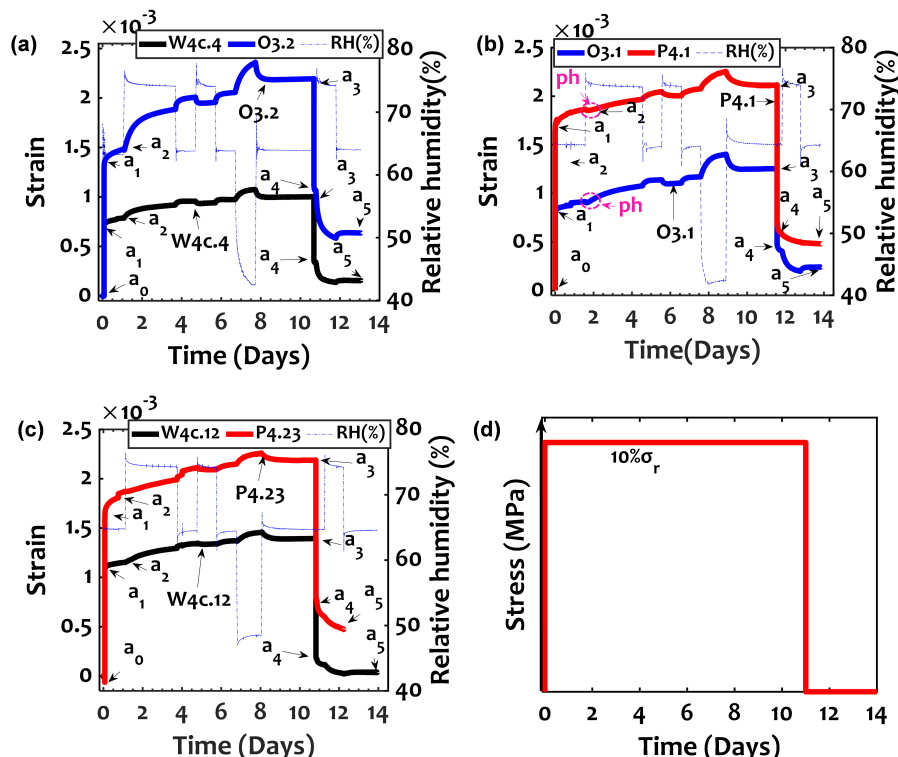 ×10⁻³
(a)
W4c.4 O3.2 RH(%)
2.5
2
1.5
1
0.5
0
80
70
60
50
40
a₃
O3.2
a₁
a₂
a₄
a₃
a₂
W4c.4
a₁
a₄
a₅
a₅
a₀
Strain
Relative humidity(%)
0 2 4 6 8 10 12 14
Time (Days)
×10⁻³
(b)
O3.1 P4.1 RH(%)
2.5
2
1.5
1
0.5
0
80
70
60
50
40
ph
a₃
P4.1
a₂
a₁
a₂
a₃
a₁
ph
O3.1
a₄
a₅
a₄
a₅
a₀
Strain
Relative humidity (%)
0 2 4 6 8 10 12 14
Time(Days)
×10⁻³
(c)
W4c.12 P4.23 RH(%)
2.5
2
1.5
1
0.5
0
80
70
60
50
40
a₃
P4.23
a₂
a₁
a₃
a₂
a₁
W4c.12
a₄
a₅
a₄
a₅
a₀
Strain
Relative humidity (%)
0 2 4 6 8 10 12 14
Time (Days)
(d)
10%σᵣ
Stress (MPa)
0 2 4 6 8 10 12 14
Time (Days)